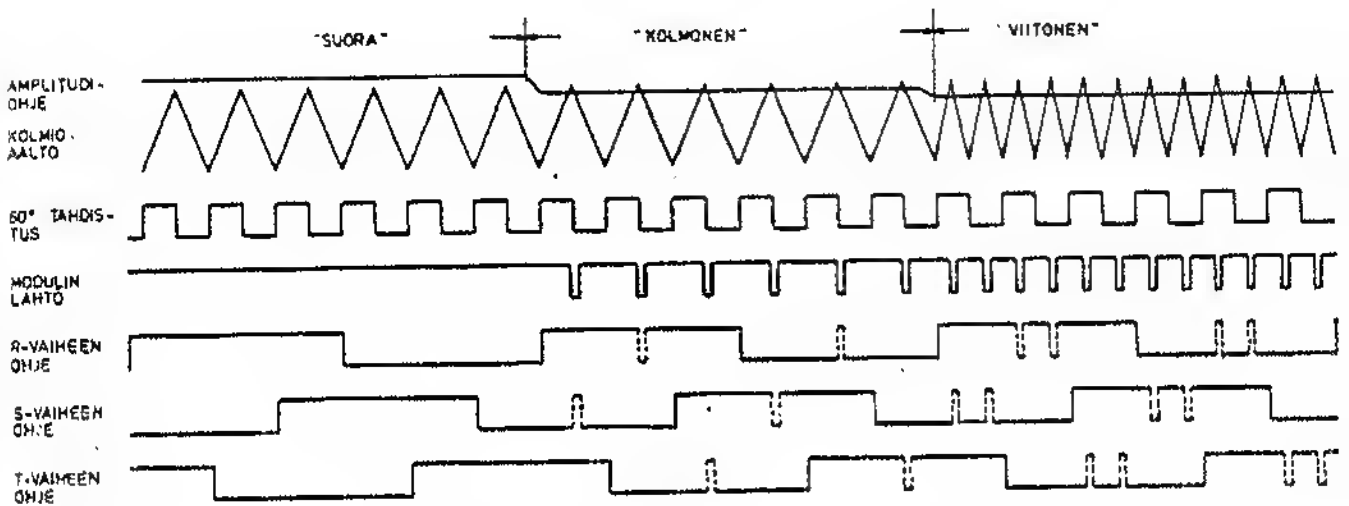 "SUORA"
"KOLMONEN"
"VIITONEN"
AMPLITUDI-
OHJE
KOLMIO-
AALTO
60° TAHDIS-
TUS
MODULIN
LÄHTÖ
R-VAIHEEN
OHJE
S-VAIHEEN
OHJE
T-VAIHEEN
OHJE